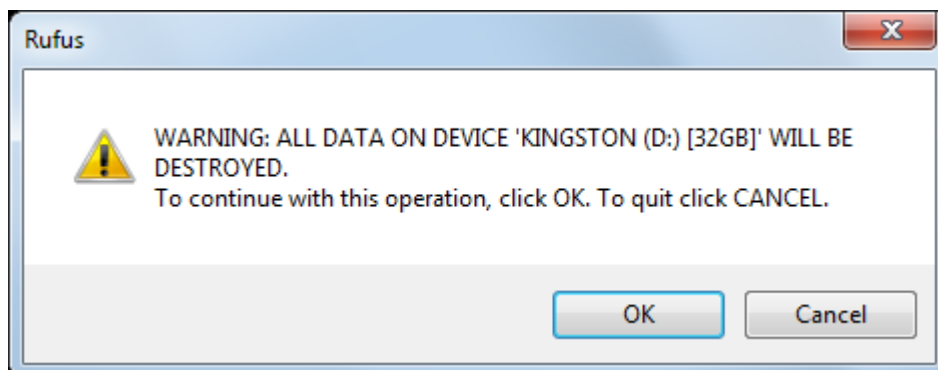 Rufus
WARNING: ALL DATA ON DEVICE 'KINGSTON (D:) [32GB]' WILL BE
DESTROYED.
To continue with this operation, click OK. To quit click CANCEL.
OK
Cancel